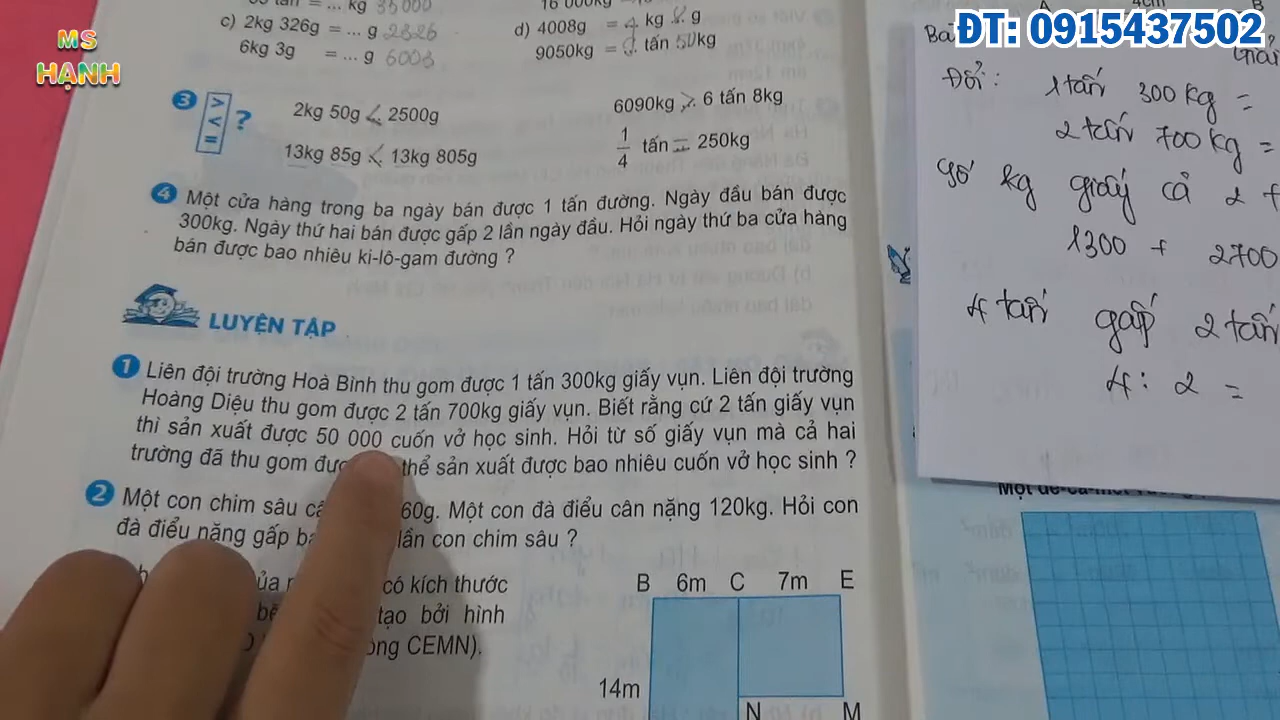 MS
HẠNH
ĐT: 0915437502
= ... kg 35000
16 000kg
c) 2kg 326g = ... g 2326
6kg 3g = ... g 6003
d) 4008g = 4 kg 8 g
9050kg = 9 tấn 50 kg
3 > < = ?
2kg 50g < 2500g
6090kg > 6 tấn 8kg
13kg 85g < 13kg 805g
1/4 tấn = 250kg
4 Một cửa hàng trong ba ngày bán được 1 tấn đường. Ngày đầu bán được
300kg. Ngày thứ hai bán được gấp 2 lần ngày đầu. Hỏi ngày thứ ba cửa hàng
bán được bao nhiêu ki-lô-gam đường ?
LUYỆN TẬP
1 Liên đội trường Hoà Bình thu gom được 1 tấn 300kg giấy vụn. Liên đội trường
Hoàng Diệu thu gom được 2 tấn 700kg giấy vụn. Biết rằng cứ 2 tấn giấy vụn
thì sản xuất được 50 000 cuốn vở học sinh. Hỏi từ số giấy vụn mà cả hai
trường đã thu gom thể sản xuất được bao nhiêu cuốn vở học sinh ?
2 Một con chim sâu 60g. Một con đà điểu cân nặng 120kg. Hỏi con
đà điểu nặng gấp lần con chim sâu ?
có kích thước
tạo bởi hình
CEMN).
B 6m C 7m E
14m
N M
A 4cm B
Giải
Đổi: 1 tấn 300 kg =
2 tấn 700 kg =
Số kg giấy cả 2
1300 + 2700
4 tấn gấp 2 tấn
4 : 2 =